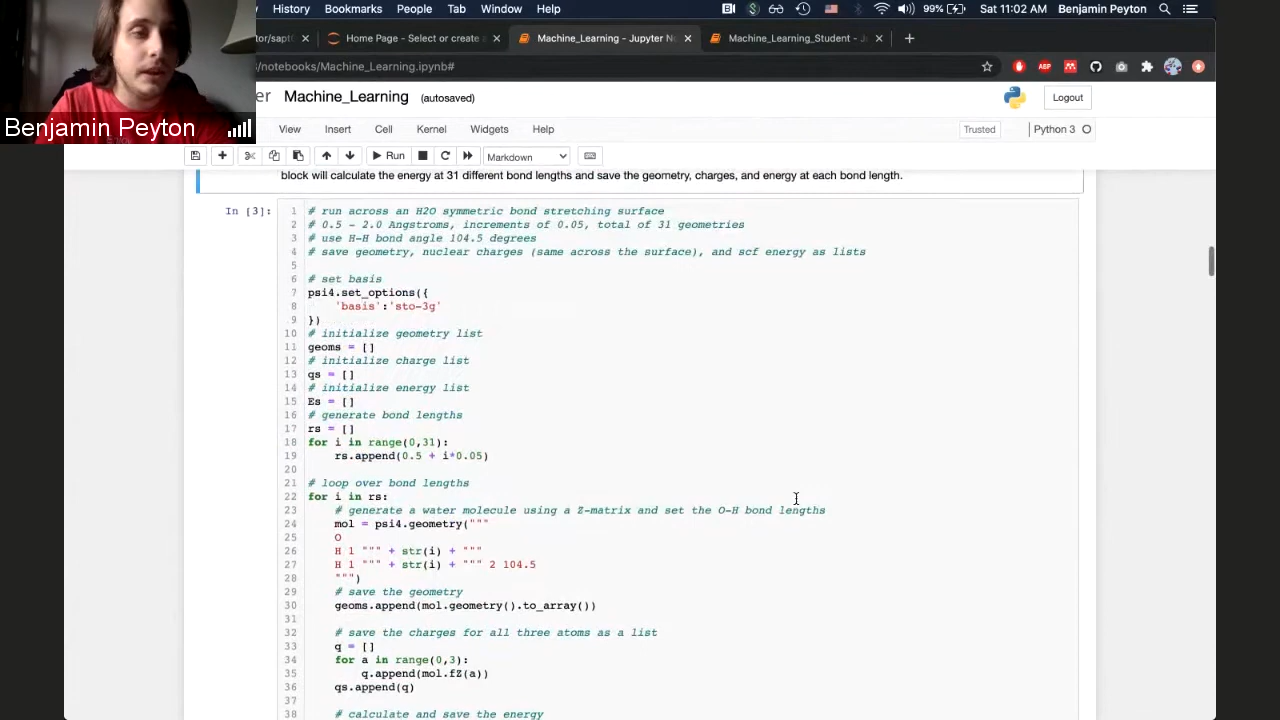 Bookmarks People Tab Window Help
99% Sat 11:02 AM Benjamin Peyton
Home Page - Select or create
Machine_Learning - Jupyter No
Machine_Learning_Student - J
/notebooks/Machine_Learning.ipynb#
ABP
er Machine_Learning (autosaved)
Logout
Benjamin Peyton
View Insert Cell Kernel Widgets Help
Trusted Python 3
Run Markdown
block will calculate the energy at 31 different bond lengths and save the geometry, charges, and energy at each bond length.
In [3]:
1 # run across an H2O symmetric bond stretching surface
2 # 0.5 - 2.0 Angstroms, increments of 0.05, total of 31 geometries
3 # use H-H bond angle 104.5 degrees
4 # save geometry, nuclear charges (same across the surface), and scf energy as lists
5
6 # set basis
7 psi4.set_options({
8 'basis':'sto-3g'
9 })
10 # initialize geometry list
11 geoms = []
12 # initialize charge list
13 qs = []
14 # initialize energy list
15 Es = []
16 # generate bond lengths
17 rs = []
18 for i in range(0,31):
19 rs.append(0.5 + i*0.05)
20
21 # loop over bond lengths
22 for i in rs:
23 # generate a water molecule using a Z-matrix and set the O-H bond lengths
24 mol = psi4.geometry("""
25 O
26 H 1 """ + str(i) + """
27 H 1 """ + str(i) + """ 2 104.5
28 """)
29 # save the geometry
30 geoms.append(mol.geometry().to_array())
31
32 # save the charges for all three atoms as a list
33 q = []
34 for a in range(0,3):
35 q.append(mol.fZ(a))
36 qs.append(q)
37
38 # calculate and save the energy